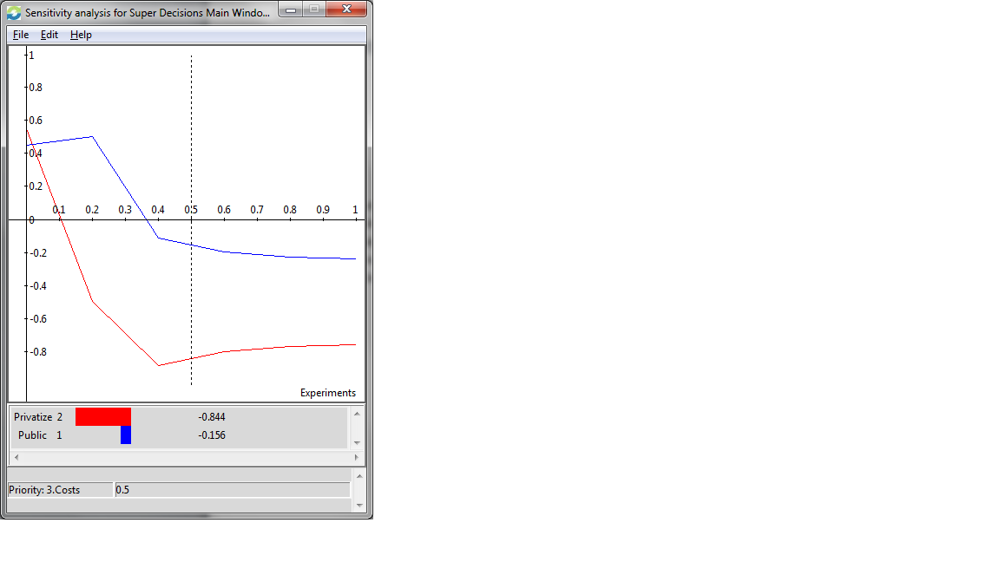 Sensitivity analysis for Super Decisions Main Windo...
File Edit Help
1
0.8
0.6
0.4
0.2
0.1 0.2 0.3 0.4 0.5 0.6 0.7 0.8 0.9 1
0
-0.2
-0.4
-0.6
-0.8
Experiments
Privatize 2 -0.844
Public 1 -0.156
Priority: 3.Costs 0.5